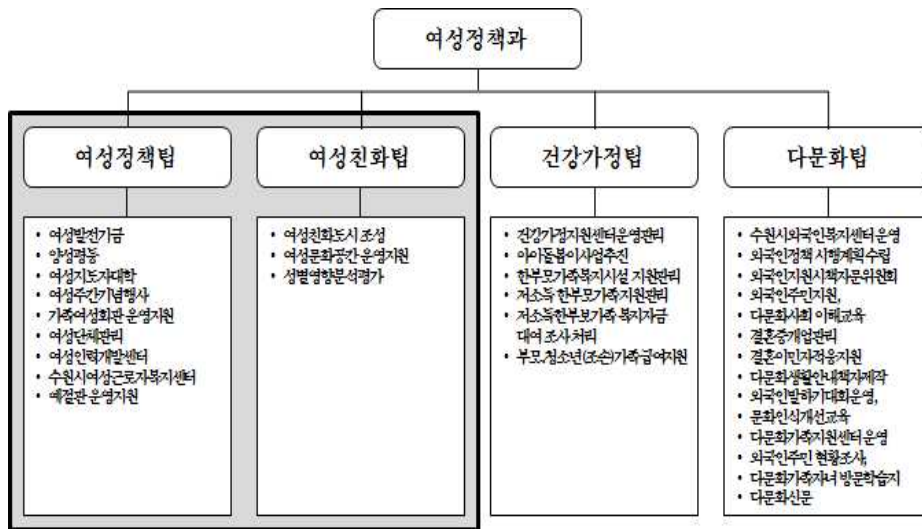 여성정책과
여성정책팀
• 여성발전기금
• 양성평등
• 여성지도자대학
• 여성주간기념행사
• 가족여성회관 운영지원
• 여성단체관리
• 여성인력개발센터
• 수원시여성근로자복지센터
• 예절관 운영지원
여성친화팀
• 여성친화도시 조성
• 여성문화공간 운영지원
• 성별영향분석평가
건강가정팀
• 건강가정지원센터운영관리
• 아이돌봄이사업추진
• 한부모가족복지시설 지원관리
• 저소득 한부모가족지원관리
• 저소득한부모가족 복지자금
대여 조사 처리
• 부모,청소년(조손)가족급여지원
다문화팀
• 수원시외국인복지센터 운영
• 외국인정책 시행계획수립
• 외국인지원시책자문위원회
• 외국인주민지원,
• 다문화사회 이해교육
• 결혼중개업관리
• 결혼이민자적응지원
• 다문화생활안내책자제작
• 외국인말하기대회운영,
• 문화인식개선교육
• 다문화가족지원센터 운영
• 외국인주민 현황조사,
• 다문화가족자녀 방문학습지
• 다문화신문